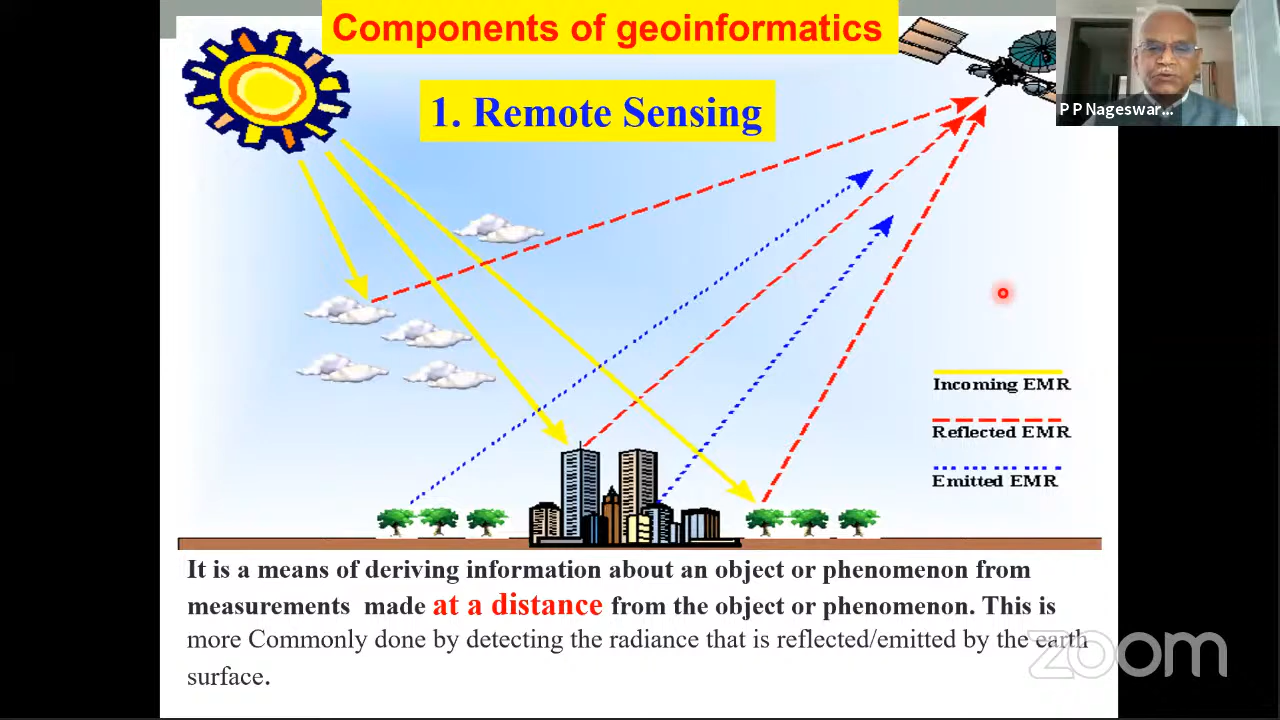 Components of geoinformatics
P P Nageswar...
1. Remote Sensing
Incoming EMR
Reflected EMR
Emitted EMR
It is a means of deriving information about an object or phenomenon from
measurements made at a distance from the object or phenomenon. This is
more Commonly done by detecting the radiance that is reflected/emitted by the earth
surface.
zoom